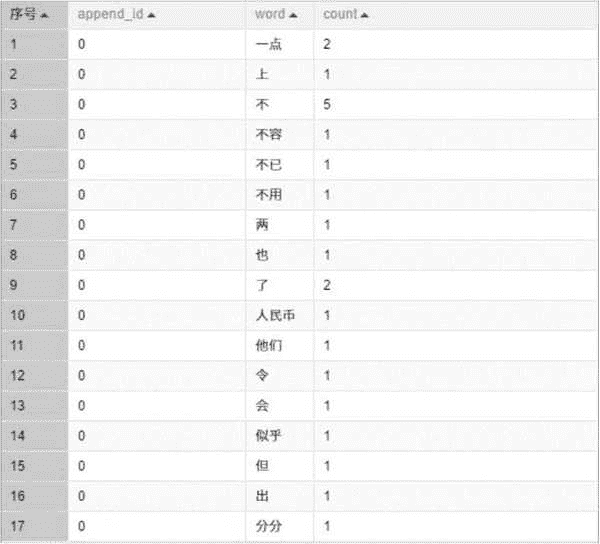 序号 append_id word count
1 0 一点 2
2 0 上 1
3 0 不 5
4 0 不容 1
5 0 不已 1
6 0 不用 1
7 0 两 1
8 0 也 1
9 0 了 2
10 0 人民币 1
11 0 他们 1
12 0 令 1
13 0 会 1
14 0 似乎 1
15 0 但 1
16 0 出 1
17 0 分分 1